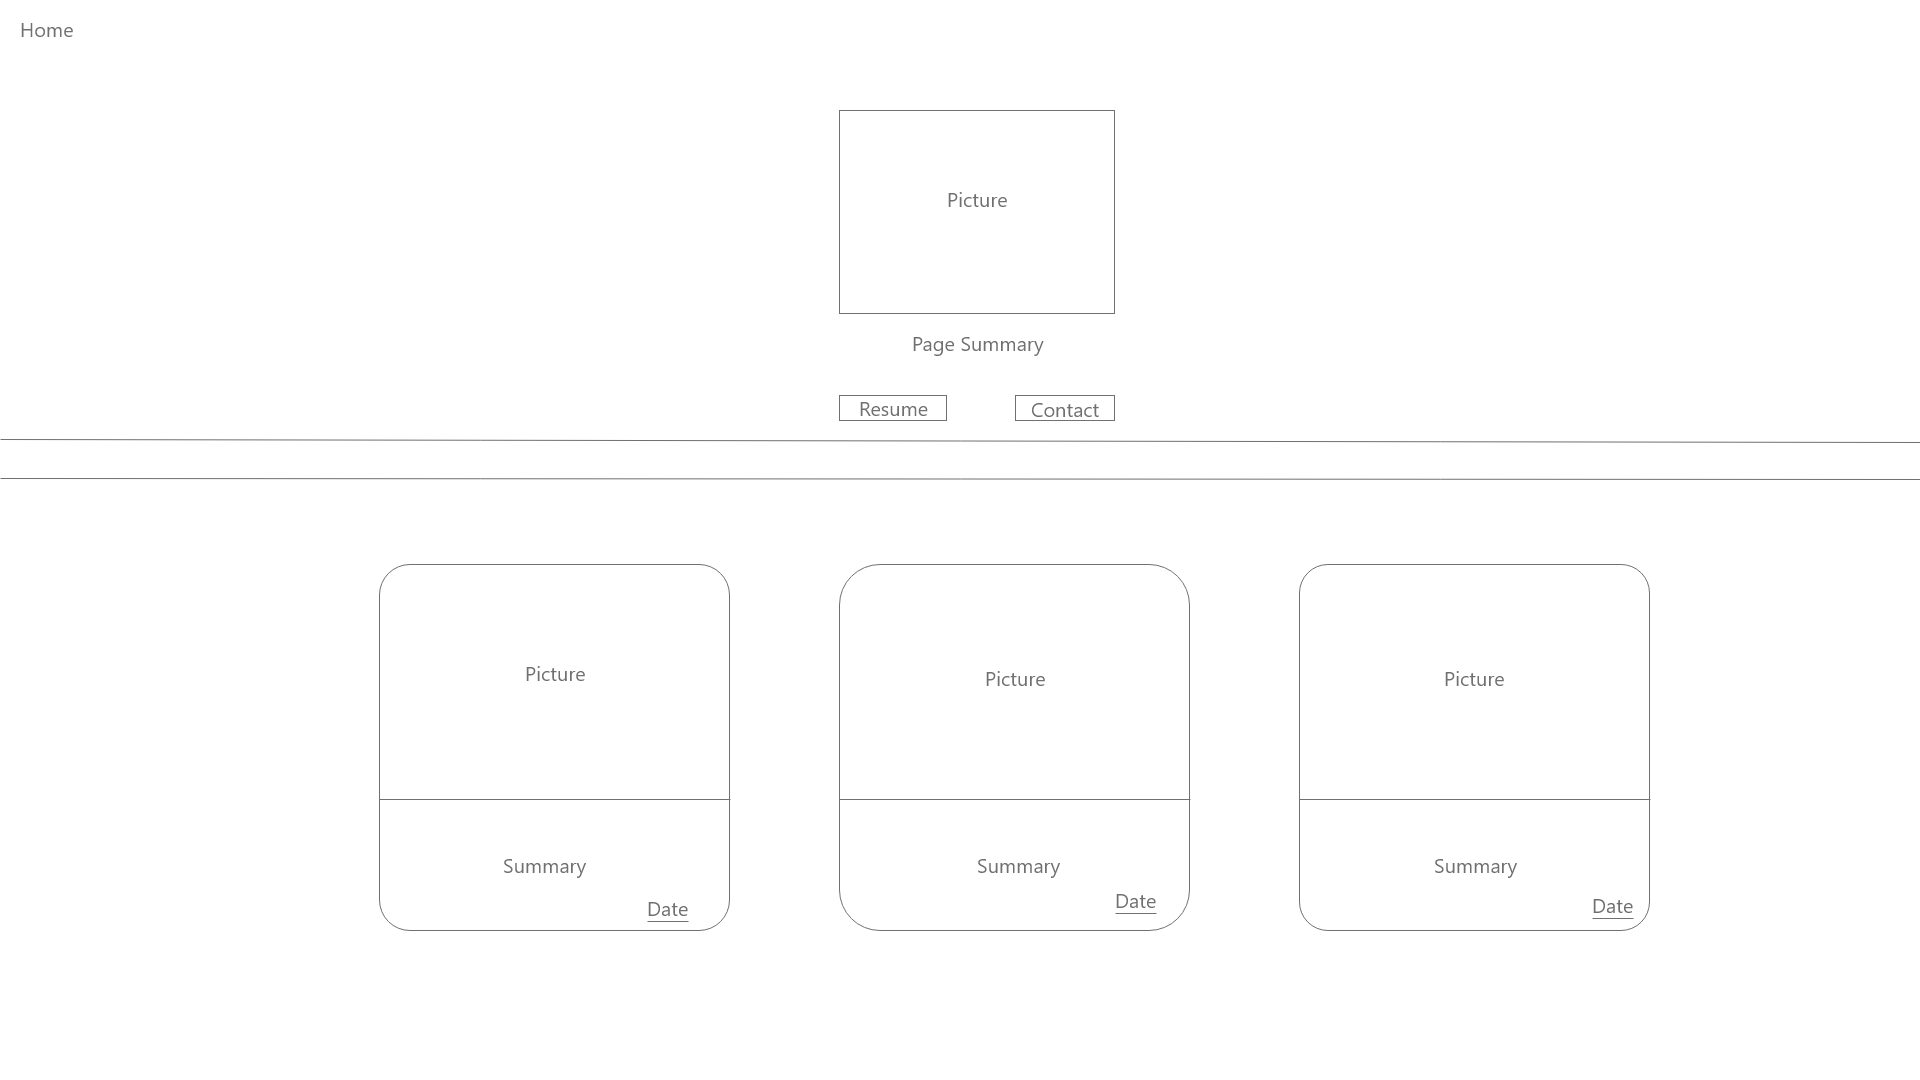 Home
Picture
Page Summary
Resume
Contact
Picture
Picture
Picture
Summary
Summary
Summary
Date
Date
Date